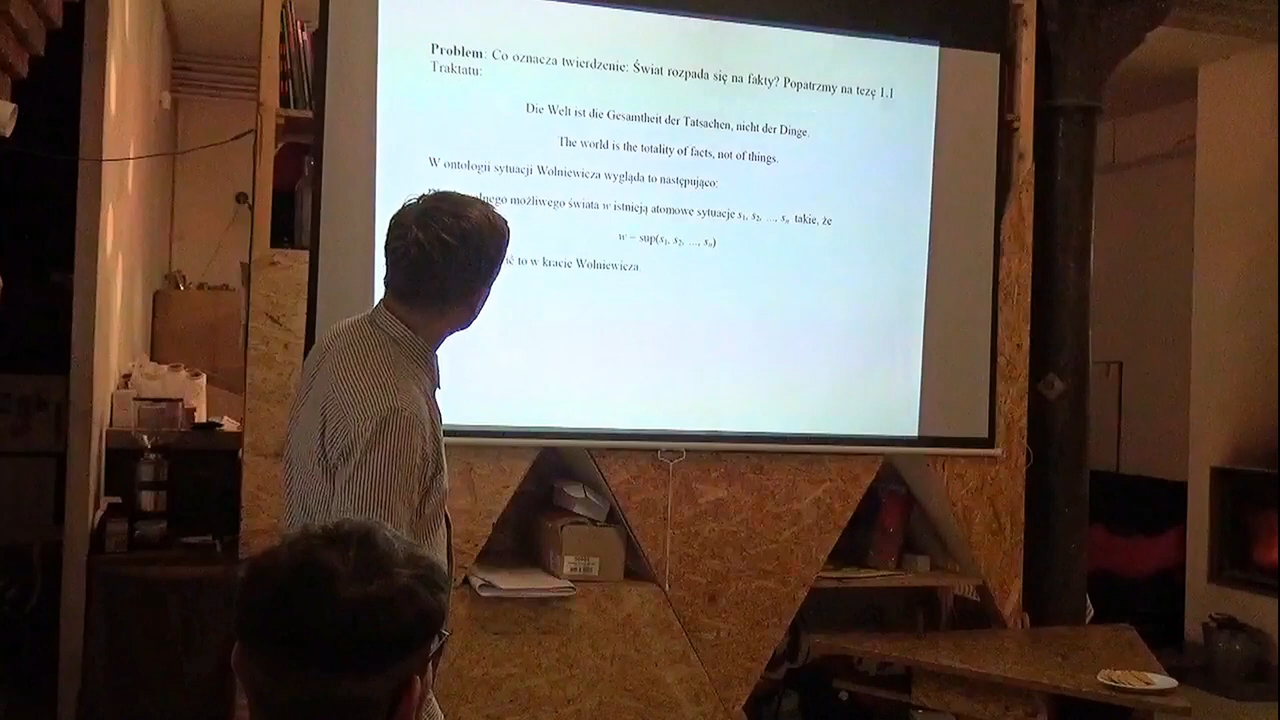 Problem: Co oznacza twierdzenie: Świat rozpada się na fakty? Popatrzmy na tezę 1.1
Traktatu:
Die Welt ist die Gesamtheit der Tatsachen, nicht der Dinge.
The world is the totality of facts, not of things.
W ontologii sytuacji Wolniewicza wygląda to następująco:
możliwego świata w istnieją atomowe sytuacje s₁, s₂, ..., sₙ takie, że
w = sup(s₁, s₂, ..., sₙ)
to w kracie Wolniewicza.